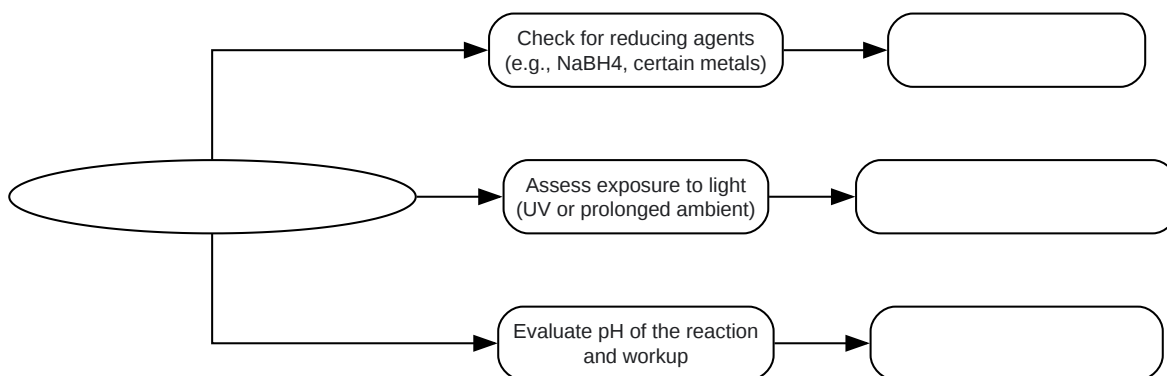 Check for reducing agents
(e.g., NaBH4, certain metals)
Assess exposure to light
(UV or prolonged ambient)
Evaluate pH of the reaction
and workup